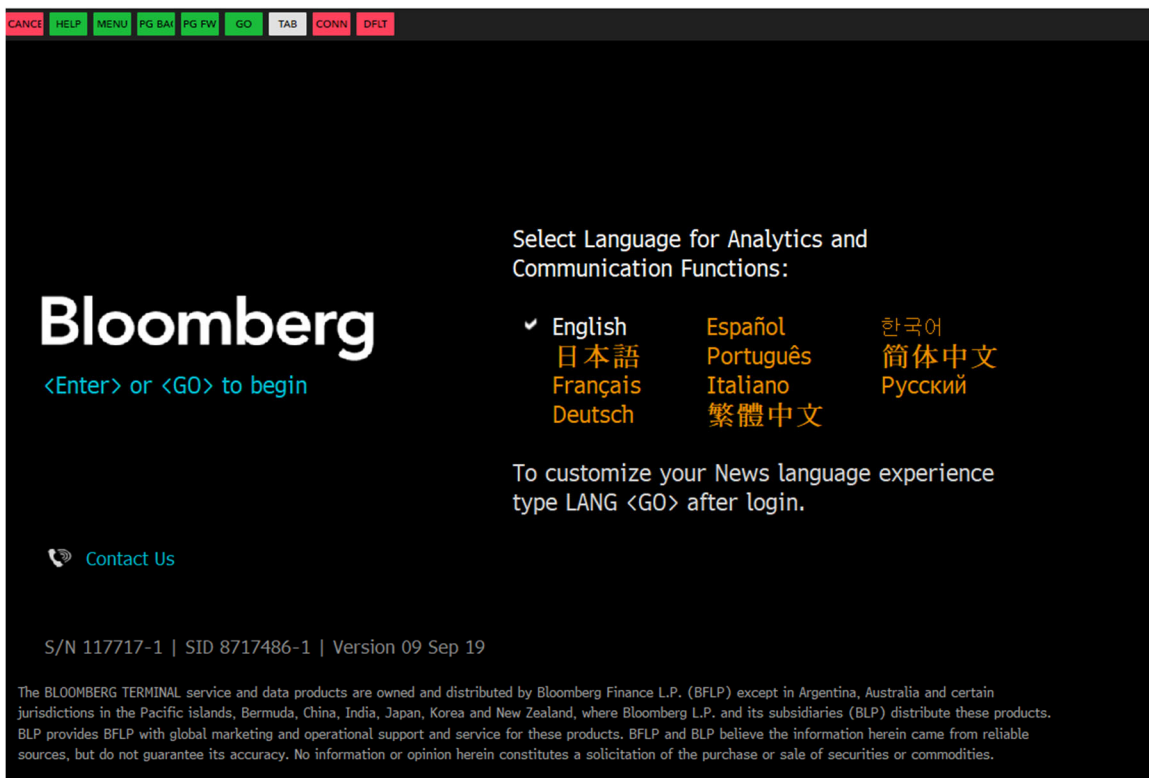 CANCE HELP MENU PG BA PG FW GO TAB CONN DFLT
Select Language for Analytics and
Communication Functions:
Bloomberg
<Enter> or <GO> to begin
English Español 한국어
日本語 Português 简体中文
Français Italiano Русский
Deutsch 繁體中文
To customize your News language experience
type LANG <GO> after login.
Contact Us
S/N 117717-1 | SID 8717486-1 | Version 09 Sep 19
The BLOOMBERG TERMINAL service and data products are owned and distributed by Bloomberg Finance L.P. (BFLP) except in Argentina, Australia and certain
jurisdictions in the Pacific islands, Bermuda, China, India, Japan, Korea and New Zealand, where Bloomberg L.P. and its subsidiaries (BLP) distribute these products.
BLP provides BFLP with global marketing and operational support and service for these products. BFLP and BLP believe the information herein came from reliable
sources, but do not guarantee its accuracy. No information or opinion herein constitutes a solicitation of the purchase or sale of securities or commodities.